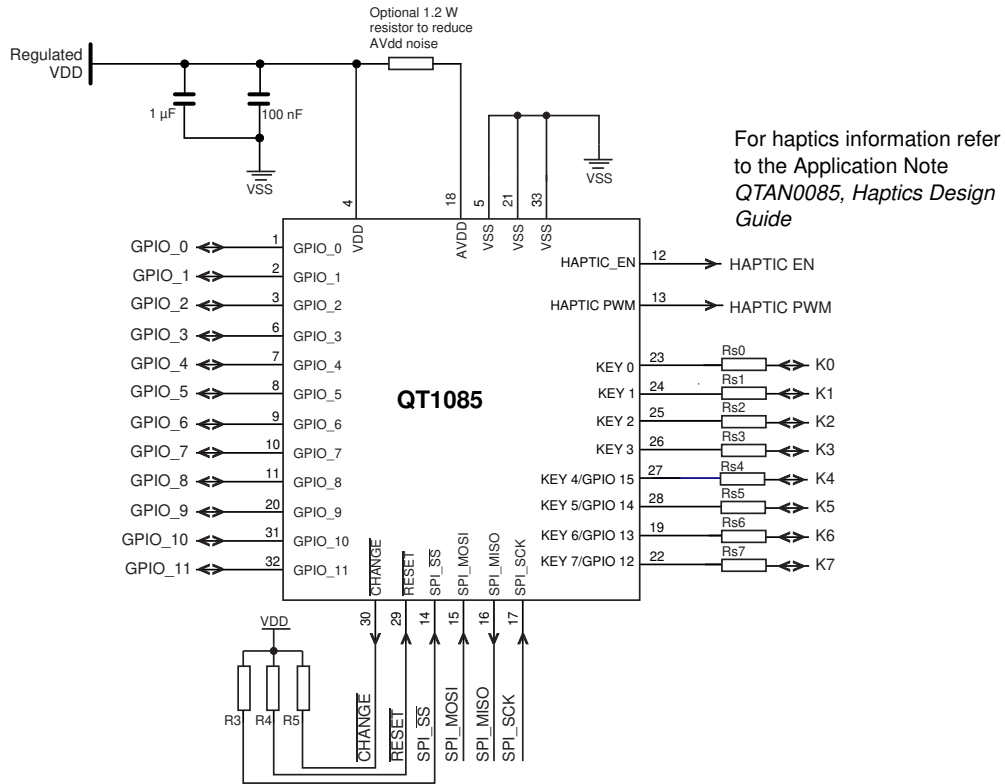 Optional 1.2 W
resistor to reduce
AVdd noise
Regulated
VDD
1 µF
100 nF
VSS
VSS
For haptics information refer
to the Application Note
QTAN0085, Haptics Design
Guide
4
18
5
21
33
VDD
AVDD
VSS
VSS
VSS
GPIO_0 1 GPIO_0
GPIO_1 2 GPIO_1
GPIO_2 3 GPIO_2
GPIO_3 6 GPIO_3
GPIO_4 7 GPIO_4
GPIO_5 8 GPIO_5
GPIO_6 9 GPIO_6
GPIO_7 10 GPIO_7
GPIO_8 11 GPIO_8
GPIO_9 20 GPIO_9
GPIO_10 31 GPIO_10
GPIO_11 32 GPIO_11
QT1085
HAPTIC_EN 12 HAPTIC EN
HAPTIC PWM 13 HAPTIC PWM
KEY 0 23 Rs0 K0
KEY 1 24 Rs1 K1
KEY 2 25 Rs2 K2
KEY 3 26 Rs3 K3
KEY 4/GPIO 15 27 Rs4 K4
KEY 5/GPIO 14 28 Rs5 K5
KEY 6/GPIO 13 19 Rs6 K6
KEY 7/GPIO 12 22 Rs7 K7
CHANGE
RESET
SPI_SS
SPI_MOSI
SPI_MISO
SPI_SCK
30
29
14
15
16
17
VDD
R3
R4
R5
CHANGE
RESET
SPI_SS
SPI_MOSI
SPI_MISO
SPI_SCK